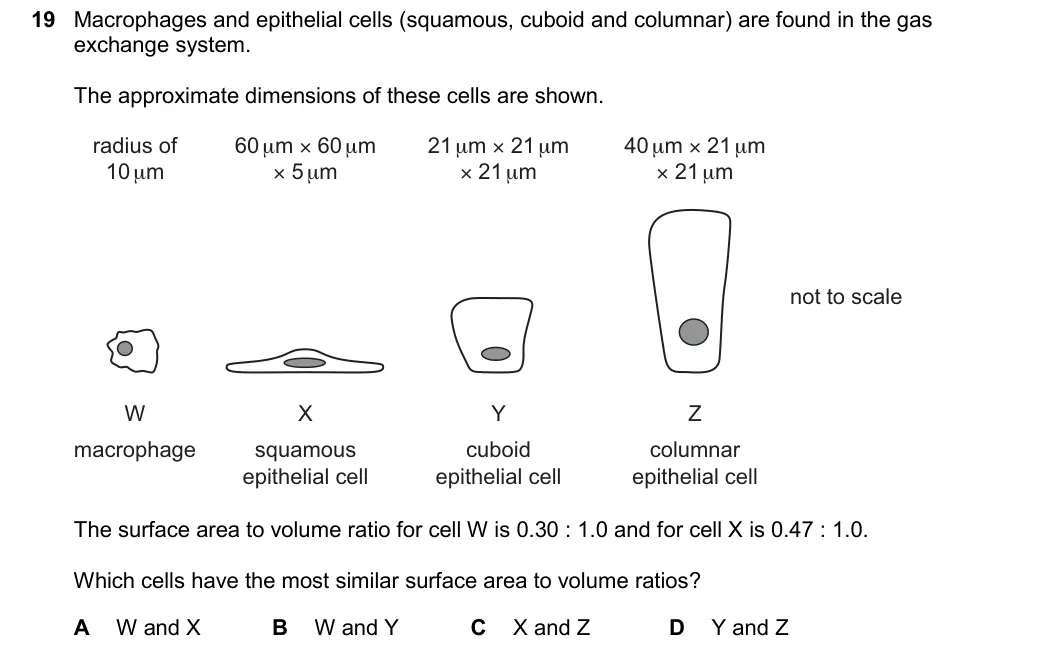 19 Macrophages and epithelial cells (squamous, cuboid and columnar) are found in the gas
exchange system.
The approximate dimensions of these cells are shown.
radius of 10 μm
60 μm × 60 μm × 5 μm
21 μm × 21 μm × 21 μm
40 μm × 21 μm × 21 μm
not to scale
W X Y Z
macrophage
squamous epithelial cell
cuboid epithelial cell
columnar epithelial cell
The surface area to volume ratio for cell W is 0.30 : 1.0 and for cell X is 0.47 : 1.0.
Which cells have the most similar surface area to volume ratios?
A W and X B W and Y C X and Z D Y and Z